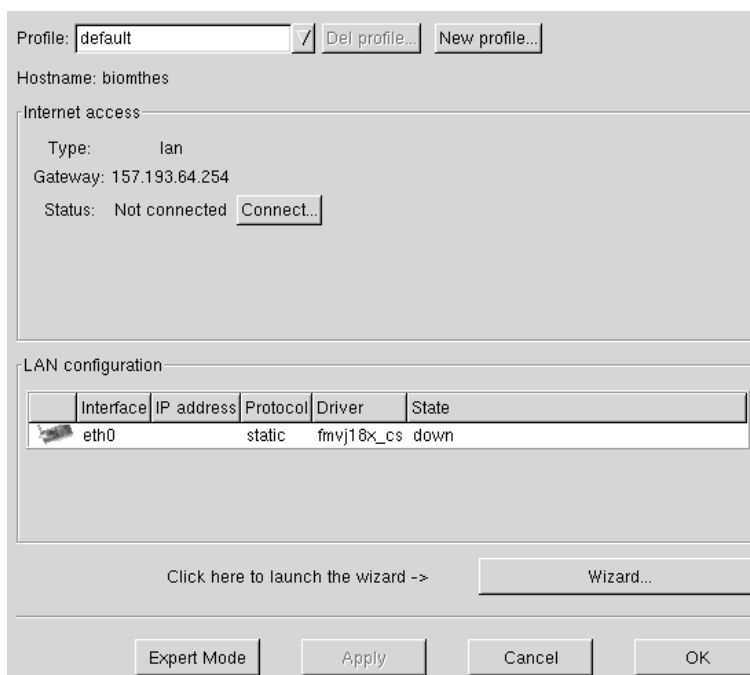 Profile: default Del profile... New profile...
Hostname: biomthes
Internet access
Type: lan
Gateway: 157.193.64.254
Status: Not connected Connect...
LAN configuration
Interface IP address Protocol Driver State
eth0 static fmvj18x_cs down
Click here to launch the wizard -> Wizard...
Expert Mode Apply Cancel OK